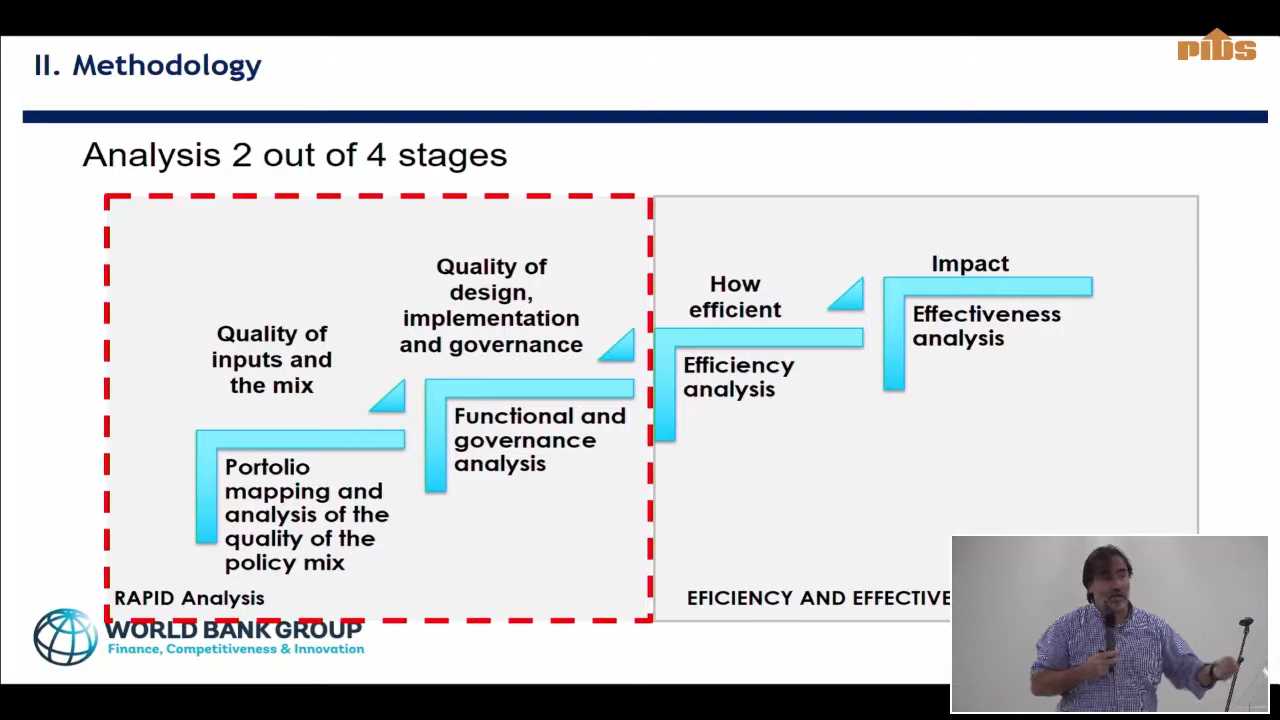 II. Methodology
PIDS
Analysis 2 out of 4 stages
Quality of
inputs and
the mix
Portolio
mapping and
analysis of the
quality of the
policy mix
Quality of
design,
implementation
and governance
Functional and
governance
analysis
How
efficient
Efficiency
analysis
Impact
Effectiveness
analysis
RAPID Analysis
EFICIENCY AND EFFECTIVE
WORLD BANK GROUP
Finance, Competitiveness & Innovation